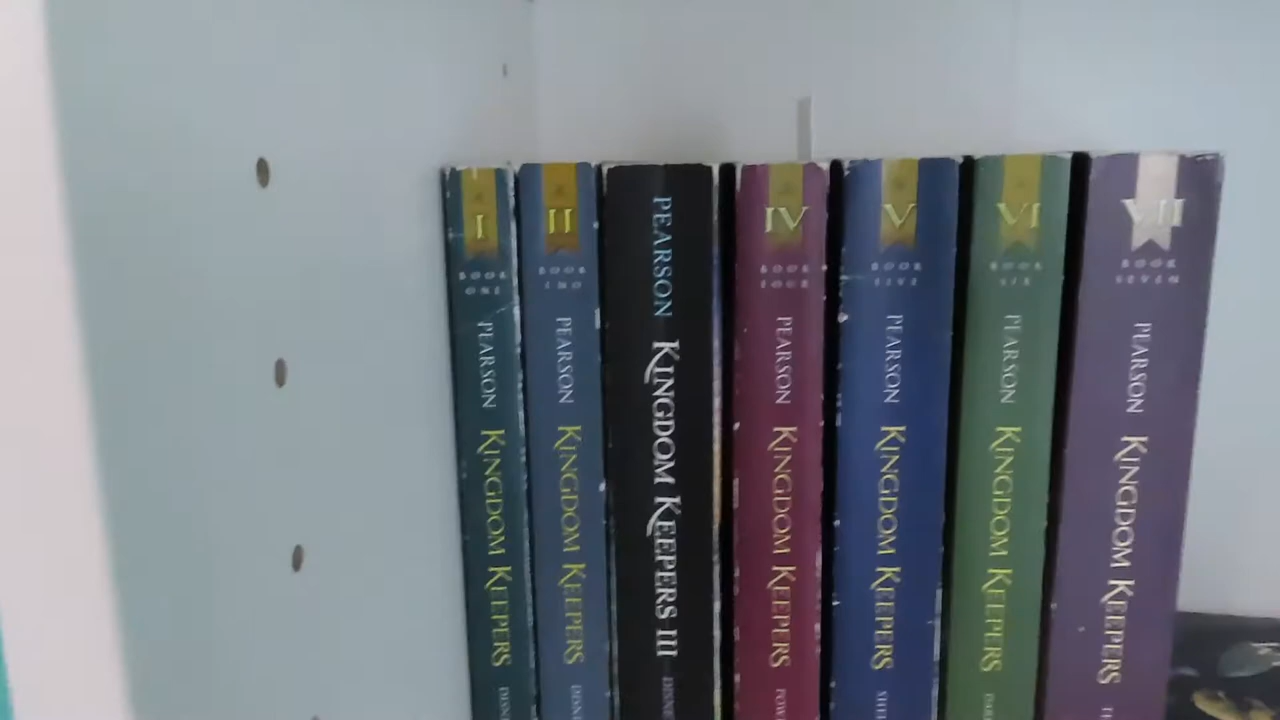 I
BOOK
ONE
PEARSON KINGDOM KEEPERS
II
BOOK
TWO
PEARSON KINGDOM KEEPERS
PEARSON KINGDOM KEEPERS III
IV
BOOK
FOUR
PEARSON KINGDOM KEEPERS
V
BOOK
FIVE
PEARSON KINGDOM KEEPERS
VI
BOOK
SIX
PEARSON KINGDOM KEEPERS
VII
BOOK
SEVEN
PEARSON KINGDOM KEEPERS